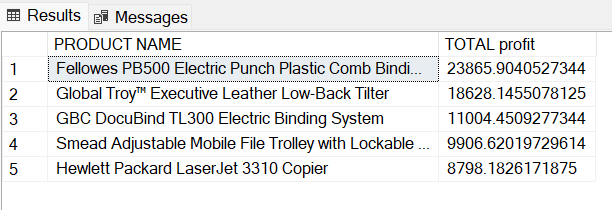 Results Messages
PRODUCT NAME TOTAL profit
1 Fellowes PB500 Electric Punch Plastic Comb Bindi... 23865.9040527344
2 Global Troy™ Executive Leather Low-Back Tilter 18628.1455078125
3 GBC DocuBind TL300 Electric Binding System 11004.4509277344
4 Smead Adjustable Mobile File Trolley with Lockable ... 9906.62019729614
5 Hewlett Packard LaserJet 3310 Copier 8798.1826171875